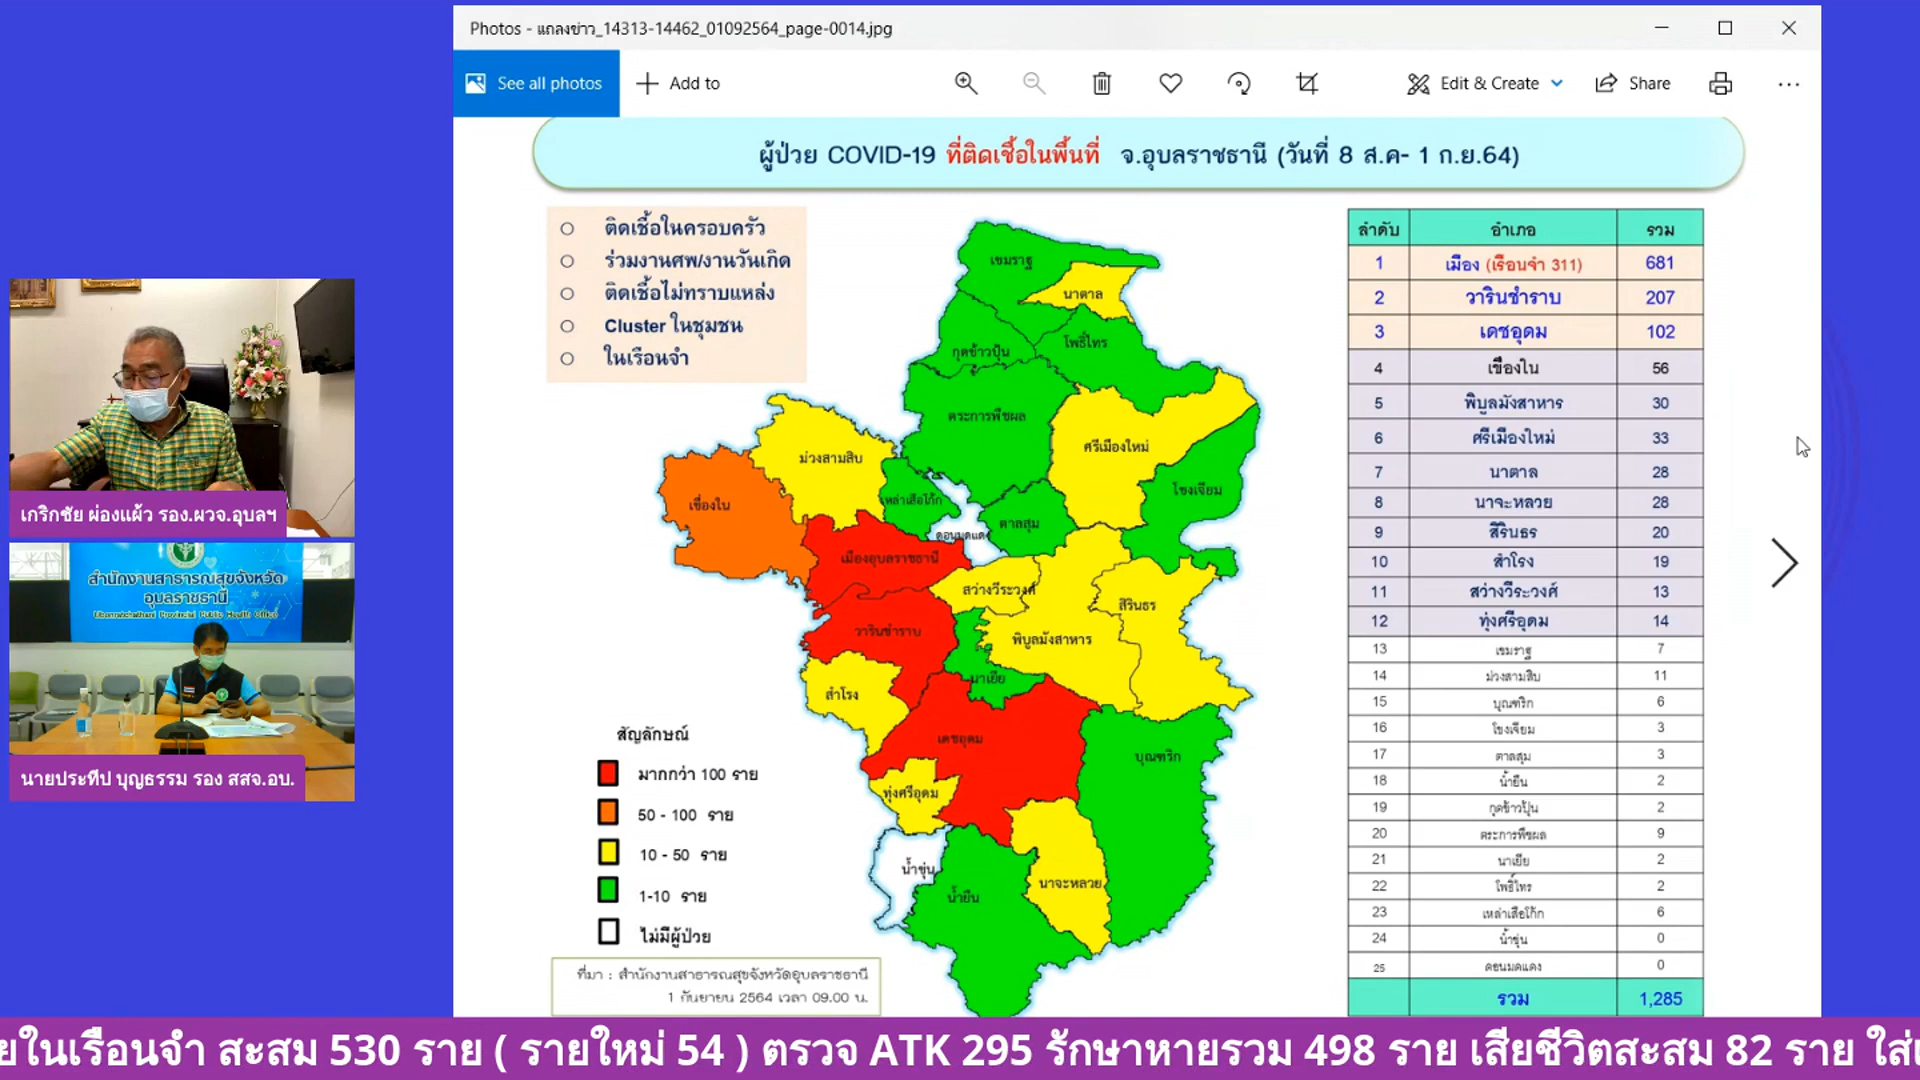 Photos - แถลงข่าว_14313-14462_01092564_page-0014.jpg
See all photos
Add to
Edit & Create
Share
ผู้ป่วย COVID-19 ที่ติดเชื้อในพื้นที่ จ.อุบลราชธานี (วันที่ 8 ส.ค- 1 ก.ย.64)
ติดเชื้อในครอบครัว
ร่วมงานศพ/งานวันเกิด
ติดเชื้อไม่ทราบแหล่ง
Cluster ในชุมชน
ในเรือนจำ
เขมราฐ
นาตาล
กุดข้าวปุ้น
โพธิ์ไทร
ตระการพืชผล
ศรีเมืองใหม่
ม่วงสามสิบ
โขงเจียม
เขื่องใน
เหล่าเสือโก้ก
ตาลสุม
ดอนมดแดง
เมืองอุบลราชธานี
สว่างวีระวงศ์
สิรินธร
วารินชำราบ
พิบูลมังสาหาร
นาเยีย
สำโรง
เดชอุดม
บุณฑริก
ทุ่งศรีอุดม
น้ำขุ่น
น้ำยืน
นาจะหลวย
สัญลักษณ์
มากกว่า 100 ราย
50 - 100 ราย
10 - 50 ราย
1-10 ราย
ไม่มีผู้ป่วย
ที่มา : สำนักงานสาธารณสุขจังหวัดอุบลราชธานี
1 กันยายน 2564 เวลา 09.00 น.
ลำดับ อำเภอ รวม
1 เมือง (เรือนจำ 311) 681
2 วารินชำราบ 207
3 เดชอุดม 102
4 เขื่องใน 56
5 พิบูลมังสาหาร 30
6 ศรีเมืองใหม่ 33
7 นาตาล 28
8 นาจะหลวย 28
9 สิรินธร 20
10 สำโรง 19
11 สว่างวีระวงศ์ 13
12 ทุ่งศรีอุดม 14
13 เขมราฐ 7
14 ม่วงสามสิบ 11
15 บุณฑริก 6
16 โขงเจียม 3
17 ตาลสุม 3
18 น้ำยืน 2
19 กุดข้าวปุ้น 2
20 ตระการพืชผล 9
21 นาเยีย 2
22 โพธิ์ไทร 2
23 เหล่าเสือโก้ก 6
24 น้ำขุ่น 0
25 ดอนมดแดง 0
รวม 1,285
เกริกชัย ผ่องแผ้ว รอง.ผวจ.อุบลฯ
สำนักงานสาธารณสุขจังหวัด
อุบลราชธานี
Ubonratchathani Provincial Public Health Office
นายประทีป บุญธรรม รอง สสจ.อบ.
ยในเรือนจำ สะสม 530 ราย ( รายใหม่ 54 ) ตรวจ ATK 295 รักษาหายรวม 498 ราย เสียชีวิตสะสม 82 ราย ใส่